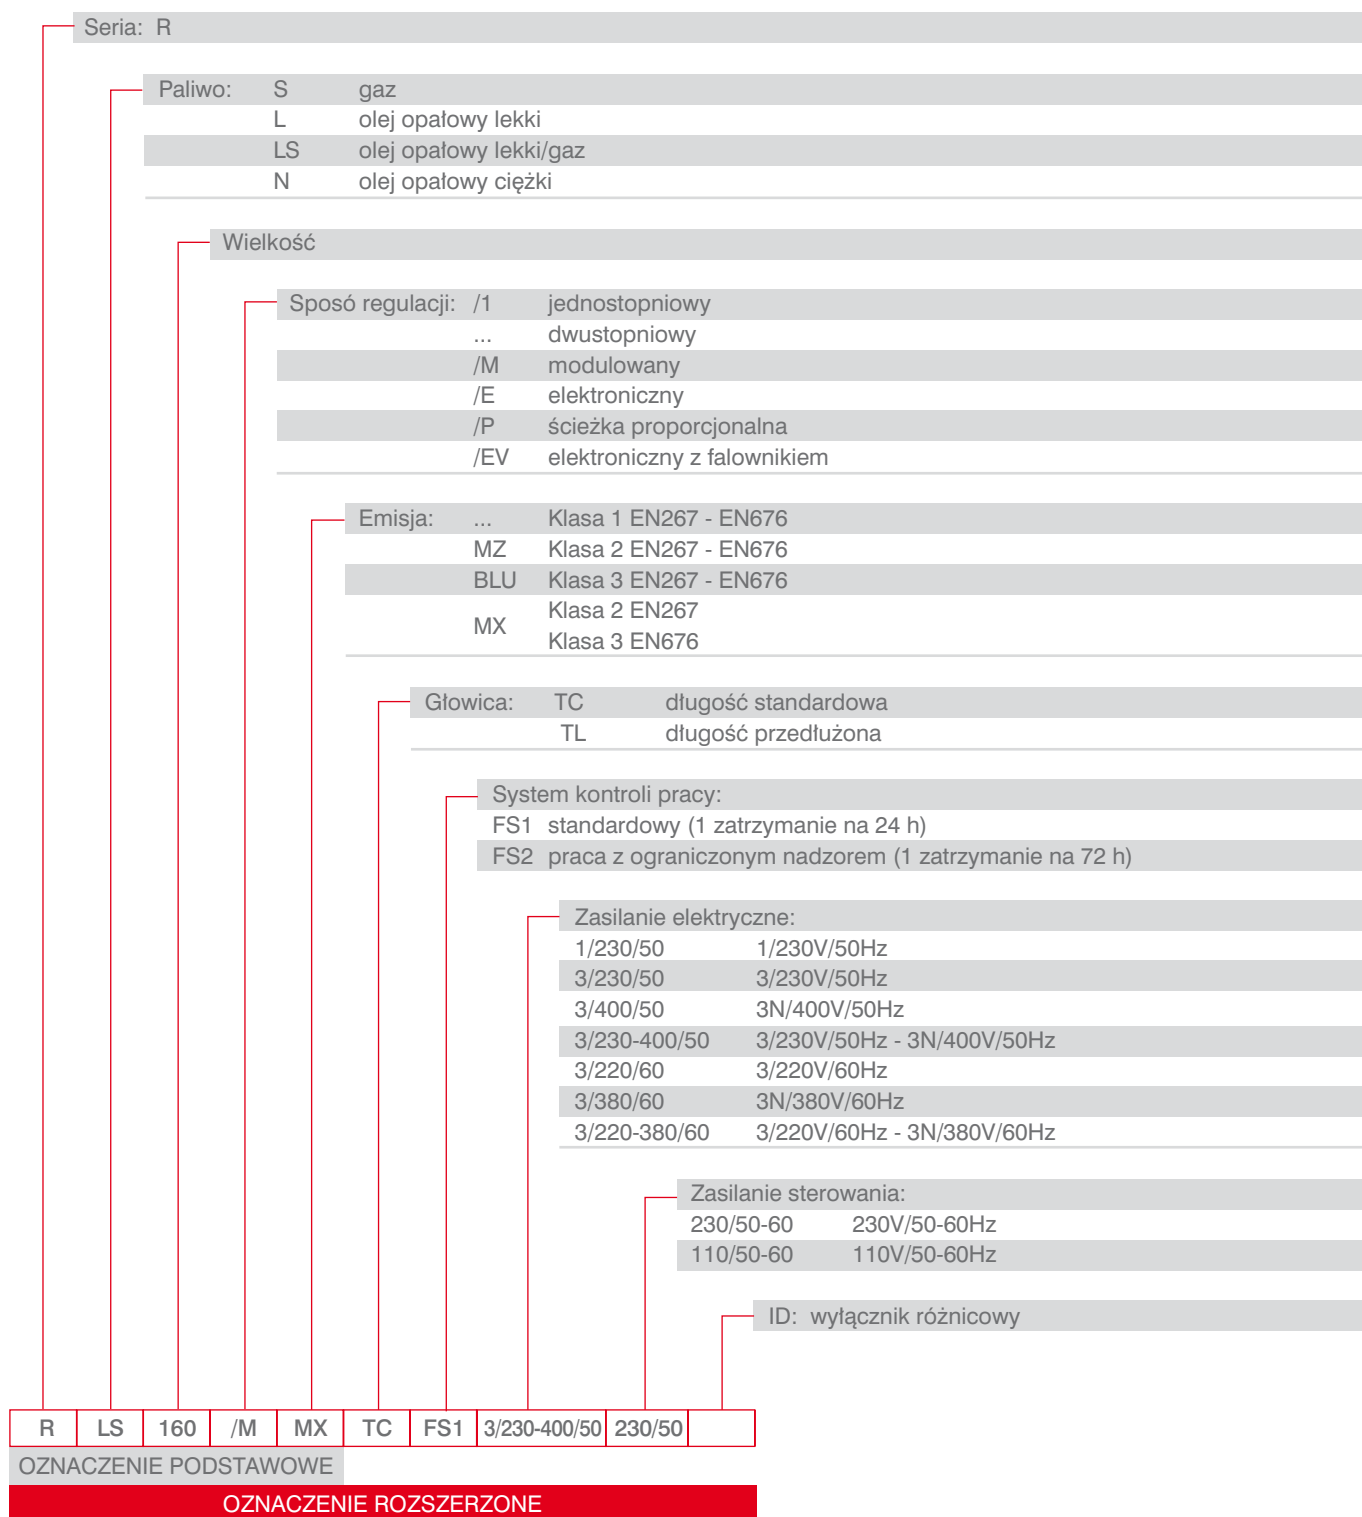 Seria: R
Paliwo: S gaz
L olej opałowy lekki
LS olej opałowy lekki/gaz
N olej opałowy ciężki
Wielkość
Sposó regulacji: /1 jednostopniowy
... dwustopniowy
/M modulowany
/E elektroniczny
/P ścieżka proporcjonalna
/EV elektroniczny z falownikiem
Emisja: ... Klasa 1 EN267 - EN676
MZ Klasa 2 EN267 - EN676
BLU Klasa 3 EN267 - EN676
MX Klasa 2 EN267
Klasa 3 EN676
Głowica: TC długość standardowa
TL długość przedłużona
System kontroli pracy:
FS1 standardowy (1 zatrzymanie na 24 h)
FS2 praca z ograniczonym nadzorem (1 zatrzymanie na 72 h)
Zasilanie elektryczne:
1/230/50 1/230V/50Hz
3/230/50 3/230V/50Hz
3/400/50 3N/400V/50Hz
3/230-400/50 3/230V/50Hz - 3N/400V/50Hz
3/220/60 3/220V/60Hz
3/380/60 3N/380V/60Hz
3/220-380/60 3/220V/60Hz - 3N/380V/60Hz
Zasilanie sterowania:
230/50-60 230V/50-60Hz
110/50-60 110V/50-60Hz
ID: wyłącznik różnicowy
R LS 160 /M MX TC FS1 3/230-400/50 230/50
OZNACZENIE PODSTAWOWE
OZNACZENIE ROZSZERZONE